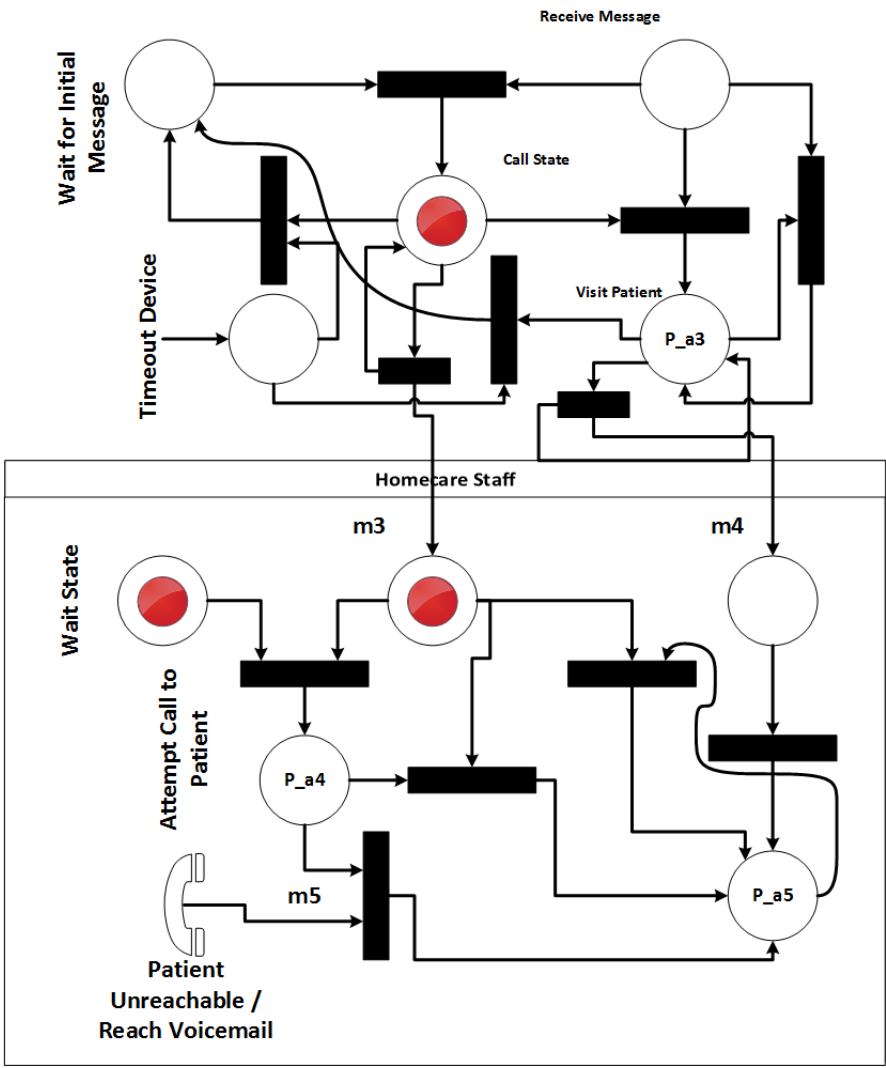 Receive Message
Wait for Initial
Message
Call State
Visit Patient
Timeout Device
P_a3
Homecare Staff
m3
m4
Wait State
Attempt Call to
Patient
P_a4
m5
P_a5
Patient
Unreachable /
Reach Voicemail